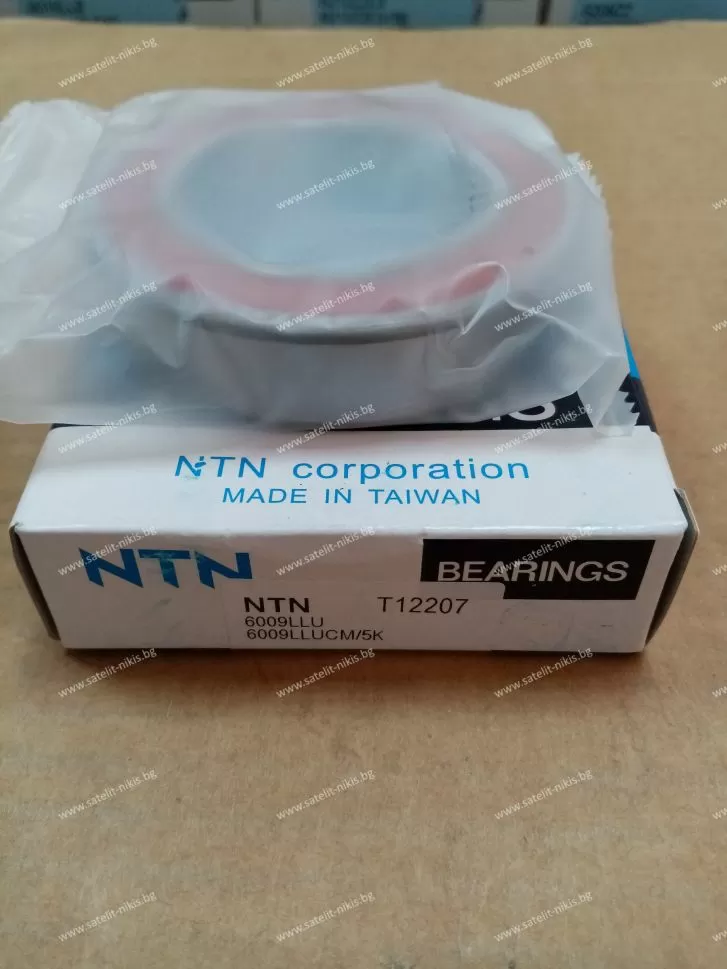 www.satelit-nikis.bg
NTN corporation
MADE IN TAIWAN
NTN
BEARINGS
NTN T12207
6009LLU
6009LLUCM/5K